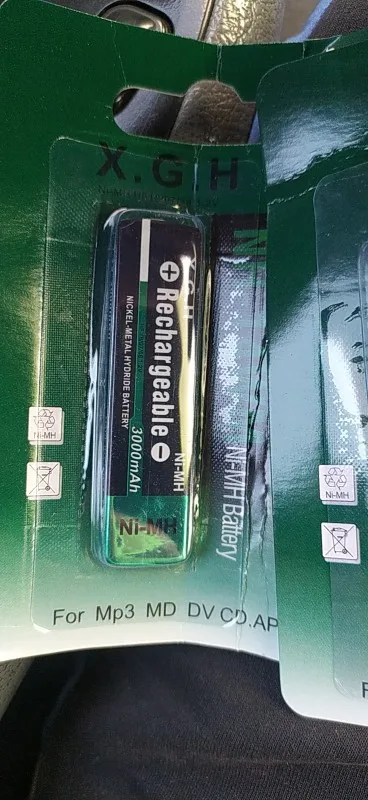 X.G.H
Rechargeable
NICKEL-METAL HYDRIDE BATTERY
3000mAh
Ni-MH
Ni-MH
Ni-MH Battery
Ni-MH
Ni-MH
For Mp3 MD DV CD.AP